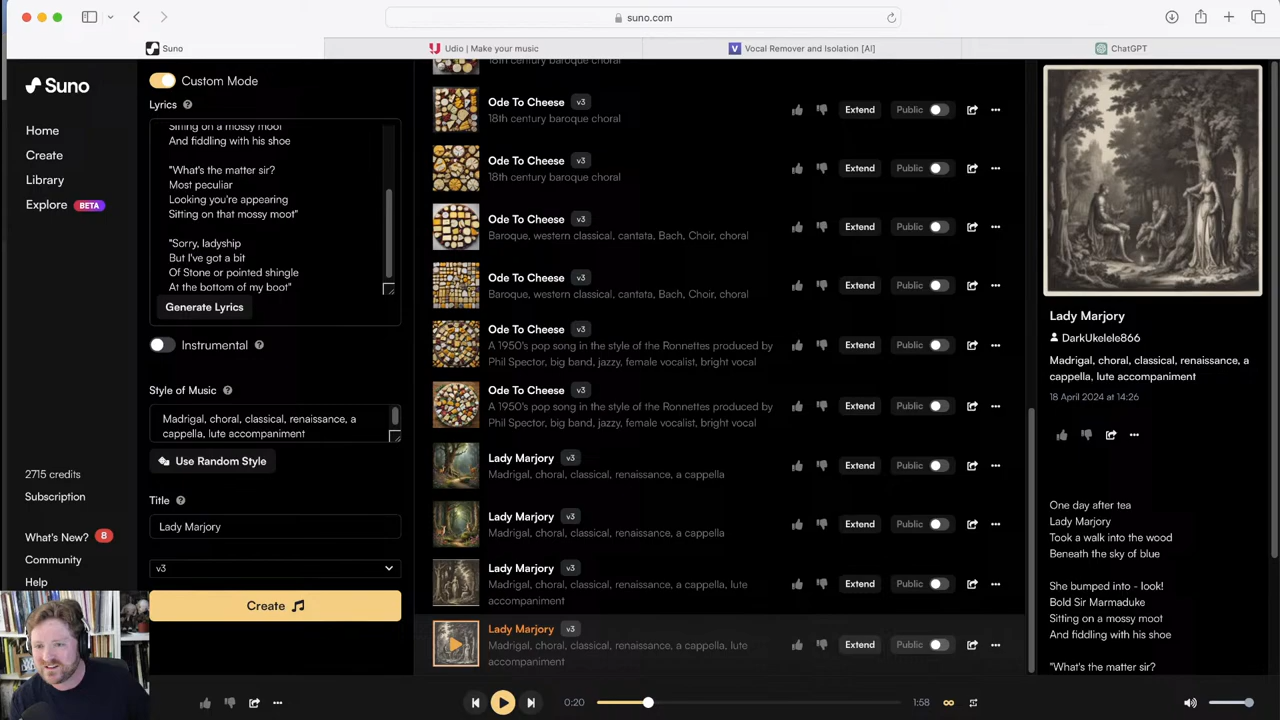 suno.com
Suno
Udio | Make your music
Vocal Remover and Isolation [AI]
ChatGPT
Suno
Home
Create
Library
Explore BETA
2715 credits
Subscription
What's New? 8
Community
Help
Custom Mode
Lyrics
Sitting on a mossy moot
And fiddling with his shoe
"What's the matter sir?
Most peculiar
Looking you're appearing
Sitting on that mossy moot"
"Sorry, ladyship
But I've got a bit
Of Stone or pointed shingle
At the bottom of my boot"
Generate Lyrics
Instrumental
Style of Music
Madrigal, choral, classical, renaissance, a
cappella, lute accompaniment
Use Random Style
Title
Lady Marjory
v3
Create
18th century baroque choral
Ode To Cheese v3
18th century baroque choral
Extend Public
Ode To Cheese v3
18th century baroque choral
Extend Public
Ode To Cheese v3
Baroque, western classical, cantata, Bach, Choir, choral
Extend Public
Ode To Cheese v3
Baroque, western classical, cantata, Bach, Choir, choral
Extend Public
Ode To Cheese v3
A 1950's pop song in the style of the Ronnettes produced by
Phil Spector, big band, jazzy, female vocalist, bright vocal
Extend Public
Ode To Cheese v3
A 1950's pop song in the style of the Ronnettes produced by
Phil Spector, big band, jazzy, female vocalist, bright vocal
Extend Public
Lady Marjory v3
Madrigal, choral, classical, renaissance, a cappella
Extend Public
Lady Marjory v3
Madrigal, choral, classical, renaissance, a cappella
Extend Public
Lady Marjory v3
Madrigal, choral, classical, renaissance, a cappella, lute
accompaniment
Extend Public
Lady Marjory v3
Madrigal, choral, classical, renaissance, a cappella, lute
accompaniment
Extend Public
Lady Marjory
DarkUkelele866
Madrigal, choral, classical, renaissance, a
cappella, lute accompaniment
18 April 2024 at 14:26
One day after tea
Lady Marjory
Took a walk into the wood
Beneath the sky of blue
She bumped into - look!
Bold Sir Marmaduke
Sitting on a mossy moot
And fiddling with his shoe
"What's the matter sir?
0:20
1:58